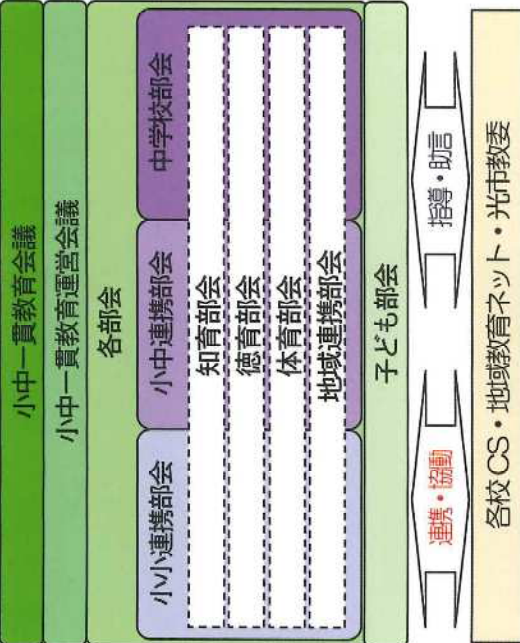 小中一貫教育会議
小中一貫教育運営会議
各部会
小小連携部会
小中連携部会
中学校部会
知育部会
徳育部会
体育部会
地域連携部会
子ども部会
連携・協働
指導・助言
各校CS・地域教育ネット・光市教委